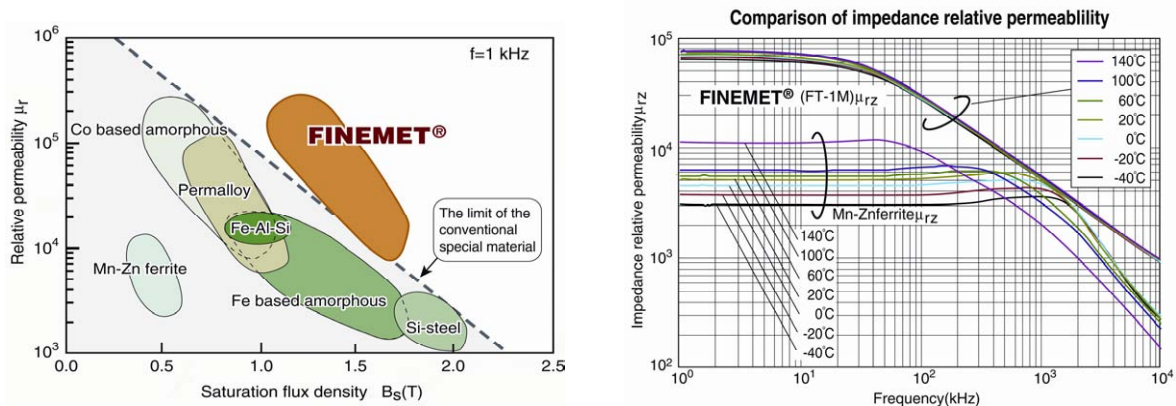 10⁶
10⁵
10⁴
10³
Relative permeability μr
f=1 kHz
Co based amorphous
FINEMET®
Permalloy
Fe-Al-Si
The limit of the
conventional
special material
Mn-Zn ferrite
Fe based amorphous
Si-steel
0.0 0.5 1.0 1.5 2.0 2.5
Saturation flux density Bs(T)
Comparison of impedance relative permeablility
10⁵
10⁴
10³
10²
Impedance relative permeabilityμrz
140℃
100℃
60℃
20℃
0℃
-20℃
-40℃
FINEMET® (FT-1M)μrz
Mn-Znferriteμrz
140℃
100℃
60℃
20℃
0℃
-20℃
-40℃
10⁰ 10¹ 10² 10³ 10⁴
Frequency(kHz)